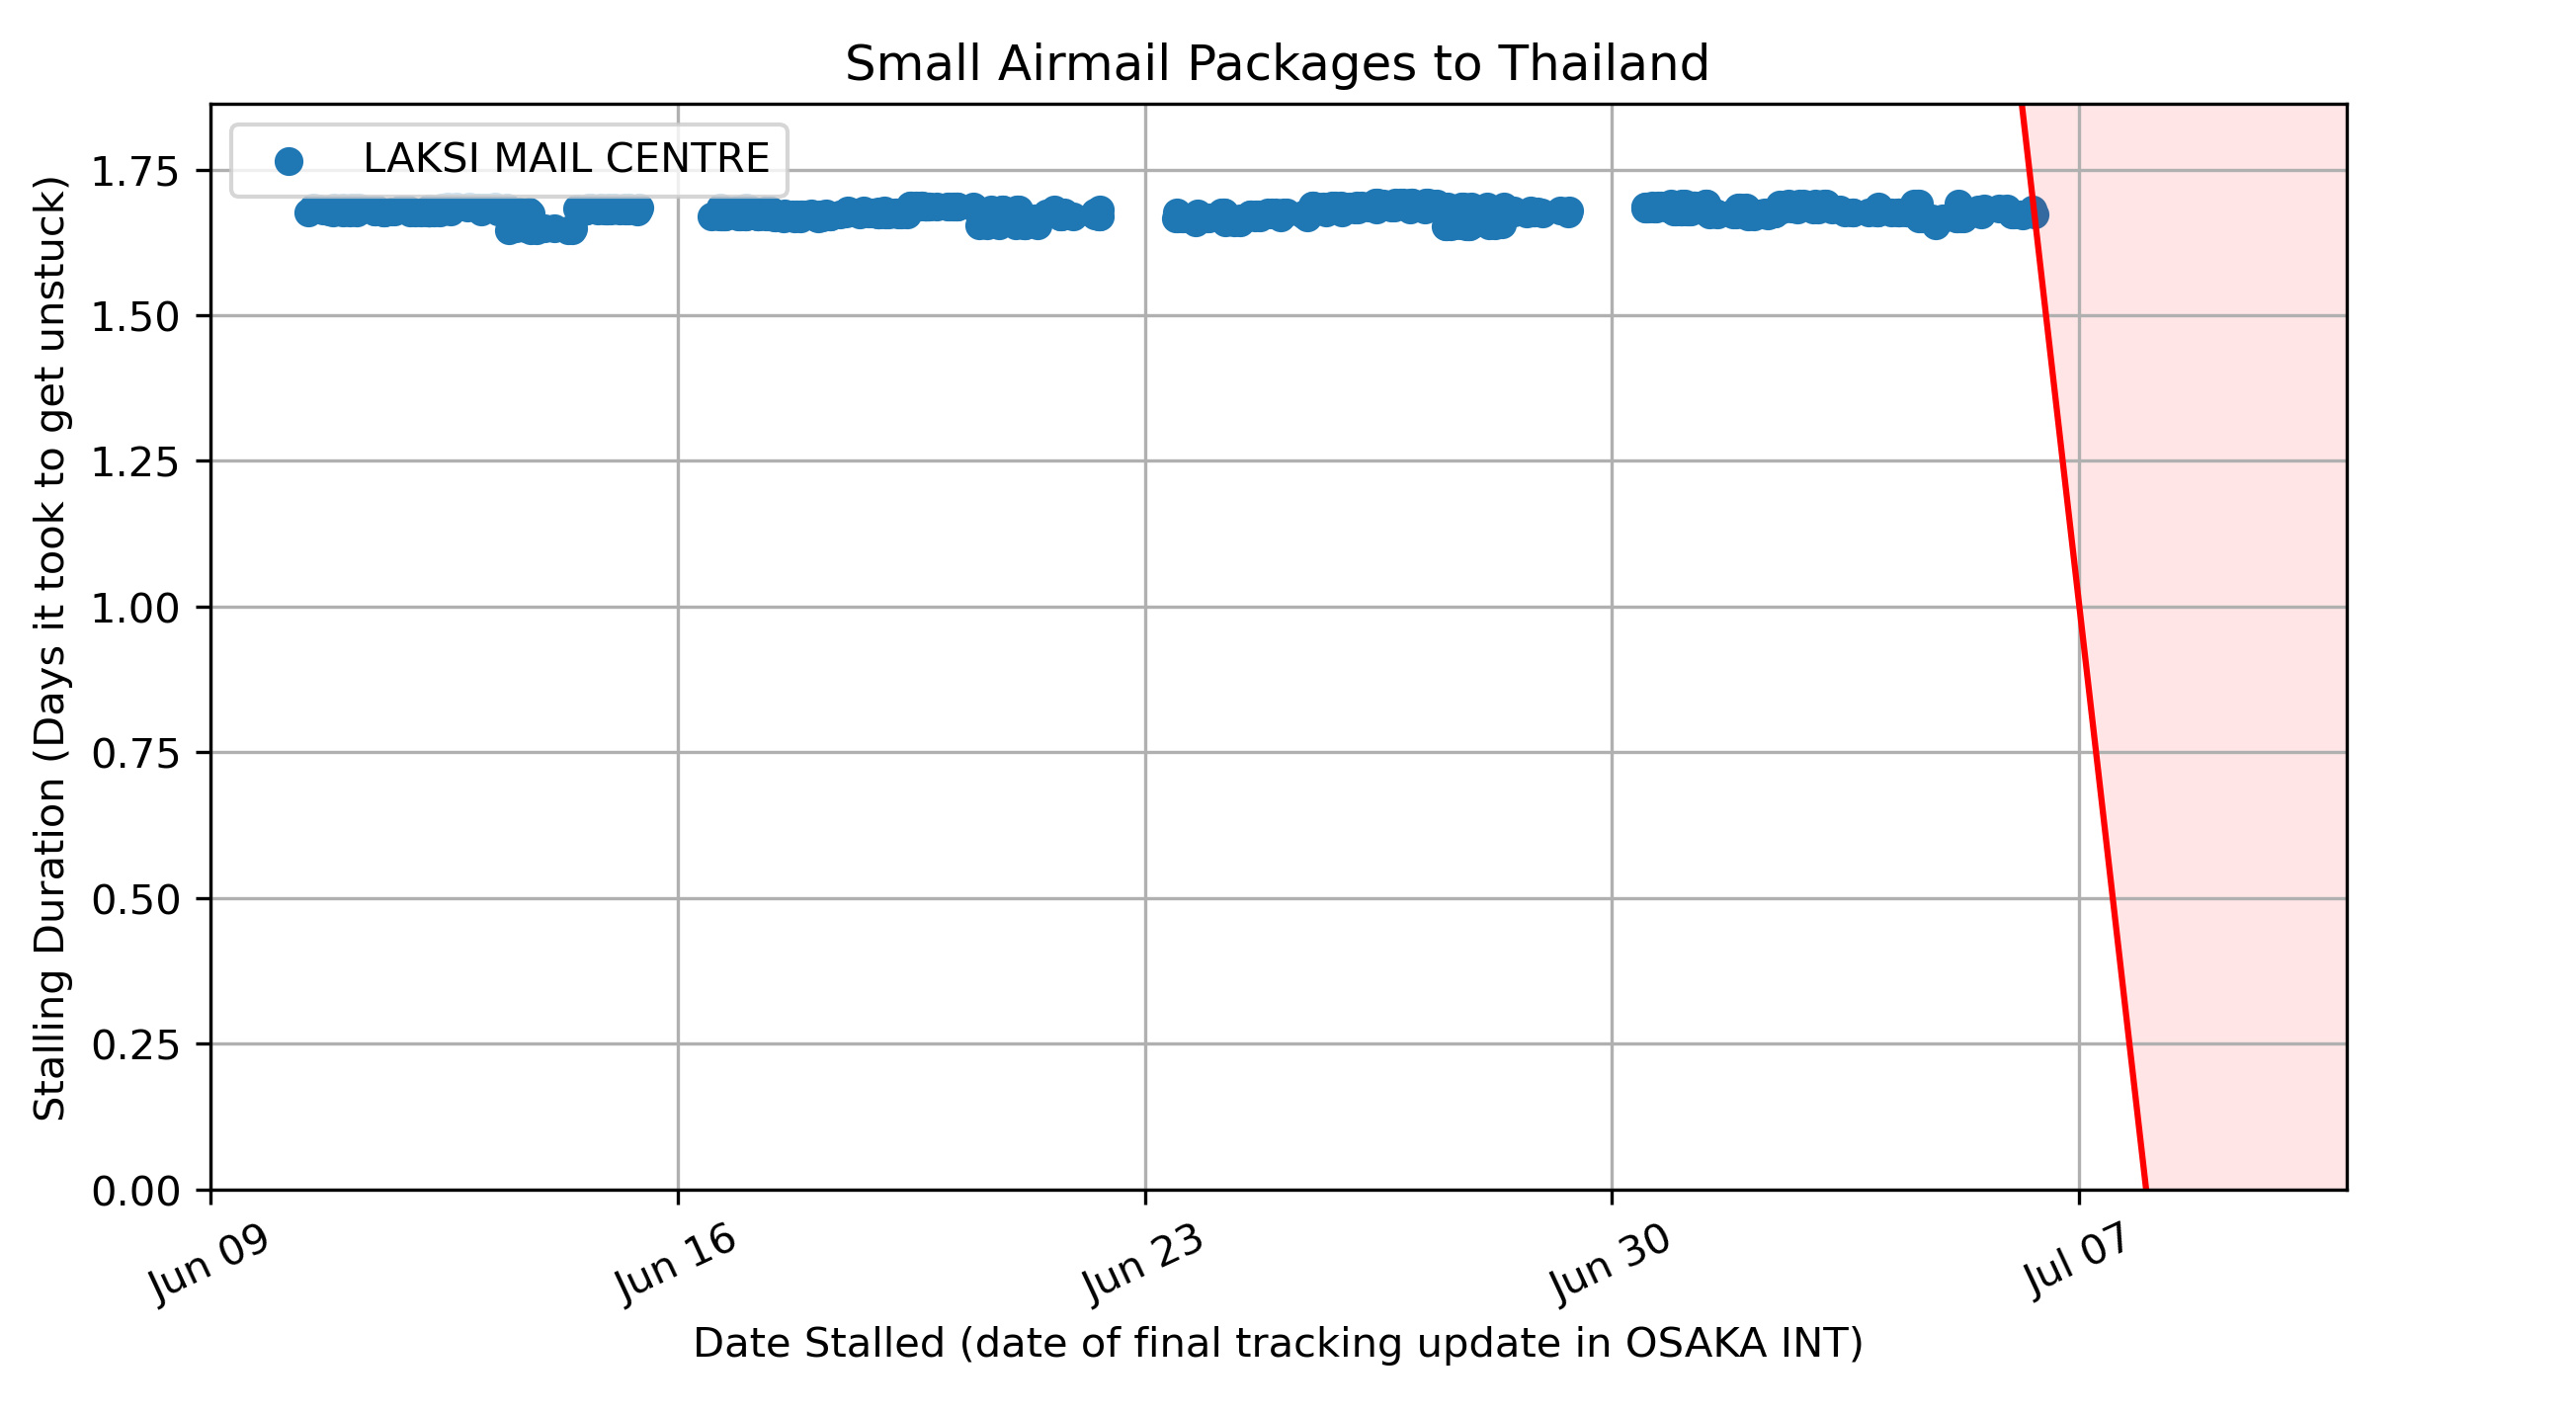 Small Airmail Packages to Thailand
LAKSI MAIL CENTRE
Stalling Duration (Days it took to get unstuck)
1.75
1.50
1.25
1.00
0.75
0.50
0.25
0.00
Jun 09
Jun 16
Jun 23
Jun 30
Jul 07
Date Stalled (date of final tracking update in OSAKA INT)